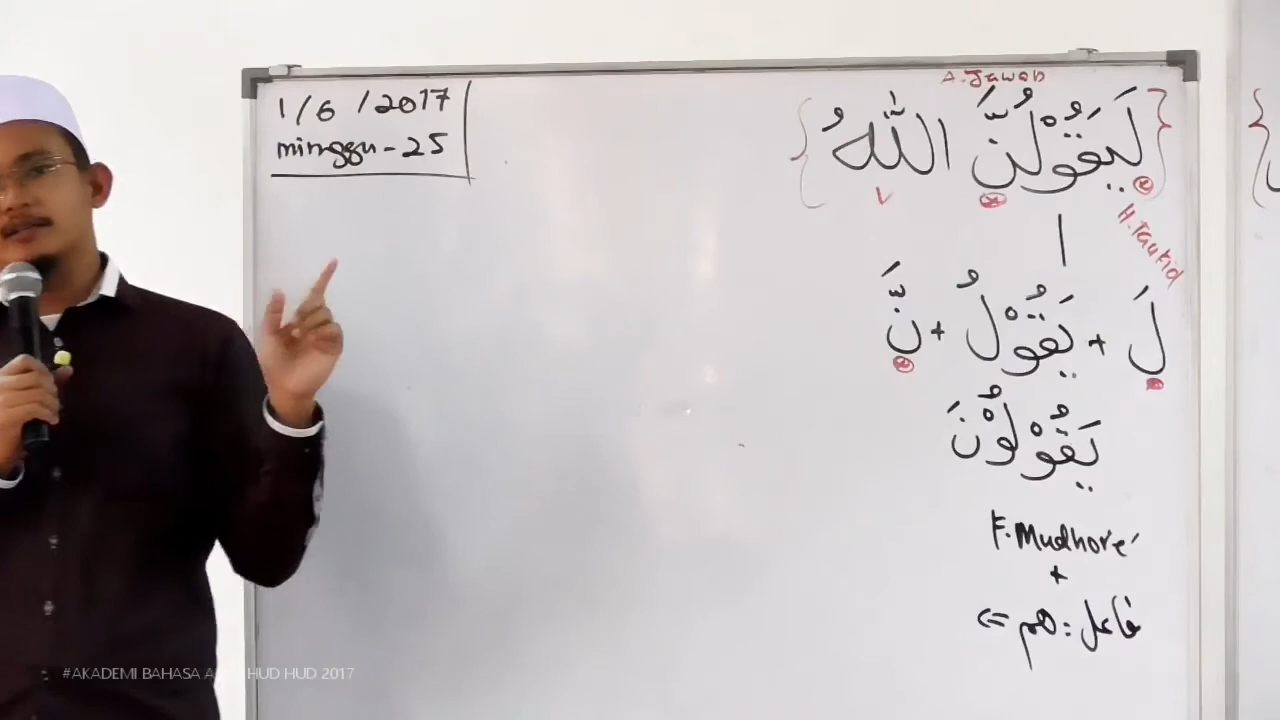 1/6/2017
minggu - 25
A. Jawab
{لَيَقُوْلُنَّ اللّٰهُ}
H. Taukid
لَ + يَقُوْلُ + نَّ
يَقُوْلُوْنَ
F. Mudhore'
+
فاعل : هم =>
#AKADEMI BAHASA A HUD HUD 2017